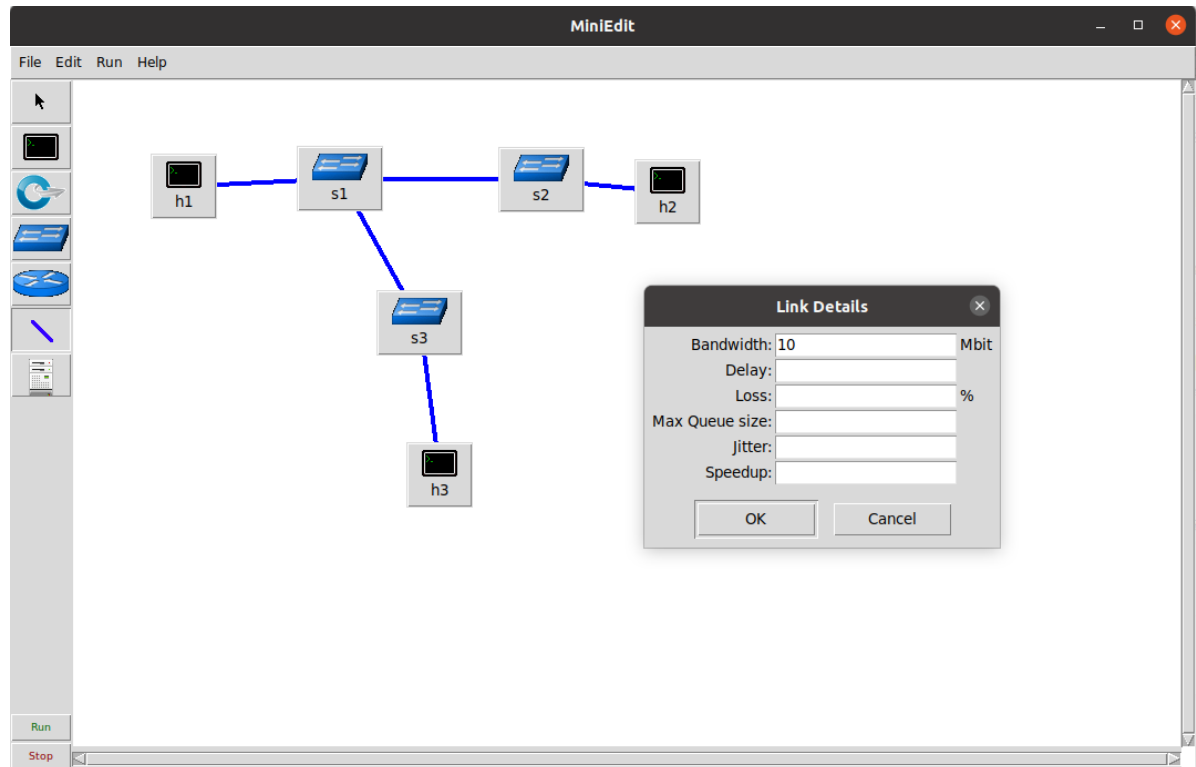 MiniEdit
File Edit Run Help
h1
s1
s2
h2
s3
h3
Link Details
Bandwidth: 10 Mbit
Delay:
Loss: %
Max Queue size:
Jitter:
Speedup:
OK Cancel
Run
Stop